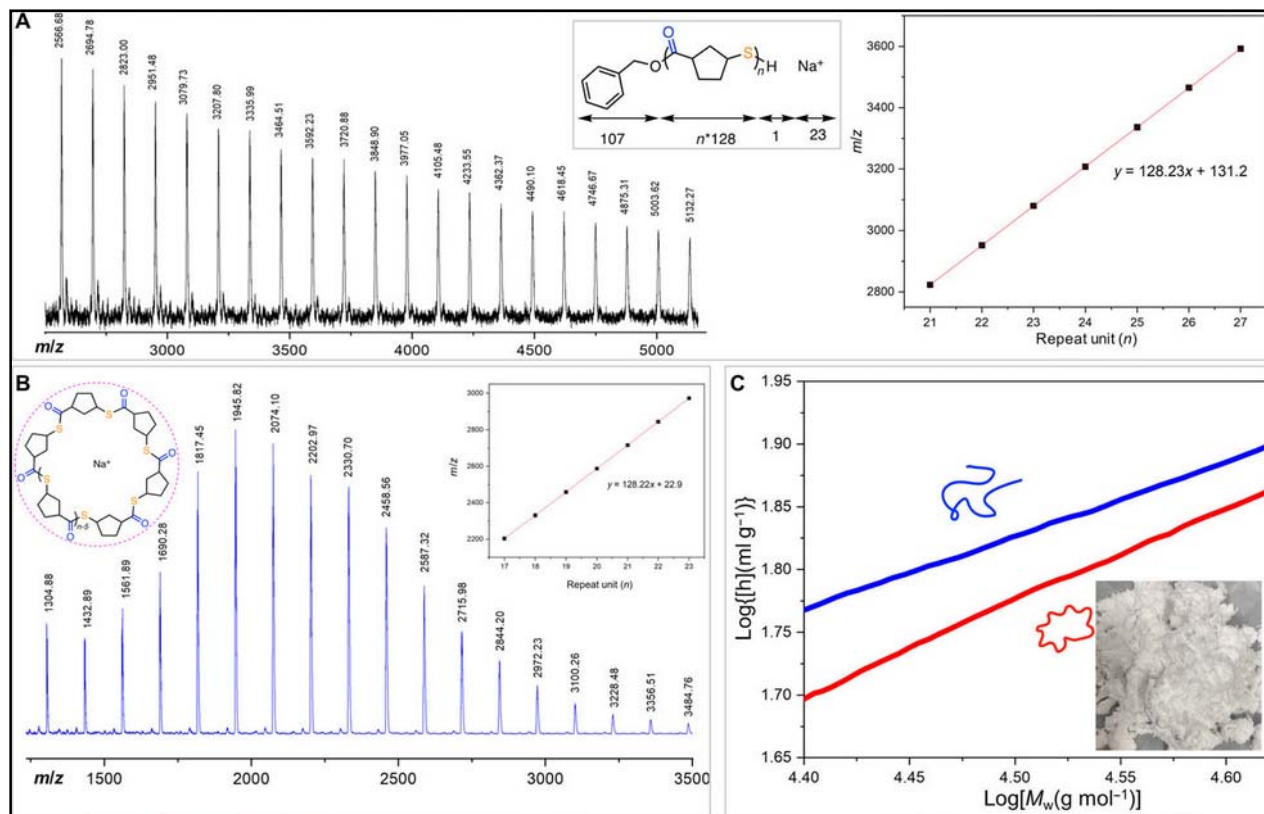 A
2566.68
2694.78
2823.00
2951.48
3079.73
3207.80
3335.99
3464.51
3592.23
3720.88
3848.90
3977.05
4105.48
4233.55
4362.37
4490.10
4618.45
4746.67
4875.31
5003.62
5132.27
m/z
3000
3500
4000
4500
5000
O
O
S
n
H
Na⁺
107
n*128
1
23
3600
3400
3200
3000
2800
m/z
y = 128.23x + 131.2
21
22
23
24
25
26
27
Repeat unit (n)
B
O
S
O
S
S
O
S
O
S
O
S
O
S
O
n-5
Na⁺
1304.88
1432.89
1561.89
1690.28
1817.45
1945.82
2074.10
2202.97
2330.70
2458.56
2587.32
2715.98
2844.20
2972.23
3100.26
3228.48
3356.51
3484.76
m/z
1500
2000
2500
3000
3500
3000
2800
2600
2400
2200
m/z
y = 128.22x + 22.9
17
18
19
20
21
22
23
Repeat unit (n)
C
1.95
1.90
1.85
1.80
1.75
1.70
1.65
Log{[h](ml g⁻¹)}
4.40
4.45
4.50
4.55
4.60
Log[Mw(g mol⁻¹)]